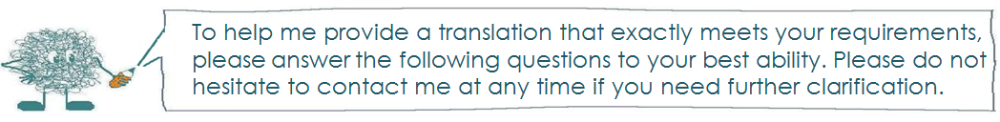 To help me provide a translation that exactly meets your requirements,
please answer the following questions to your best ability. Please do not
hesitate to contact me at any time if you need further clarification.